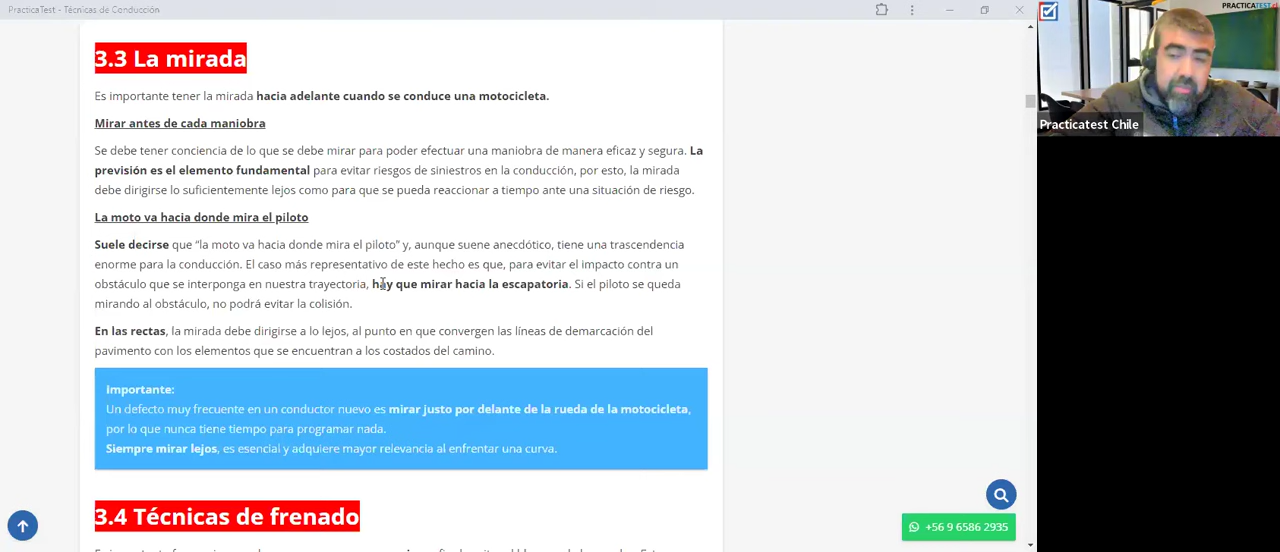 PracticaTest - Técnicas de Conducción
PRACTICATEST.cl
3.3 La mirada
Es importante tener la mirada hacia adelante cuando se conduce una motocicleta.
Practicatest Chile
Mirar antes de cada maniobra
Se debe tener conciencia de lo que se debe mirar para poder efectuar una maniobra de manera eficaz y segura. La
previsión es el elemento fundamental para evitar riesgos de siniestros en la conducción, por esto, la mirada
debe dirigirse lo suficientemente lejos como para que se pueda reaccionar a tiempo ante una situación de riesgo.
La moto va hacia donde mira el piloto
Suele decirse que “la moto va hacia donde mira el piloto” y, aunque suene anecdótico, tiene una trascendencia
enorme para la conducción. El caso más representativo de este hecho es que, para evitar el impacto contra un
obstáculo que se interponga en nuestra trayectoria, hay que mirar hacia la escapatoria. Si el piloto se queda
mirando al obstáculo, no podrá evitar la colisión.
En las rectas, la mirada debe dirigirse a lo lejos, al punto en que convergen las líneas de demarcación del
pavimento con los elementos que se encuentran a los costados del camino.
Importante:
Un defecto muy frecuente en un conductor nuevo es mirar justo por delante de la rueda de la motocicleta,
por lo que nunca tiene tiempo para programar nada.
Siempre mirar lejos, es esencial y adquiere mayor relevancia al enfrentar una curva.
3.4 Técnicas de frenado
+56 9 6586 2935